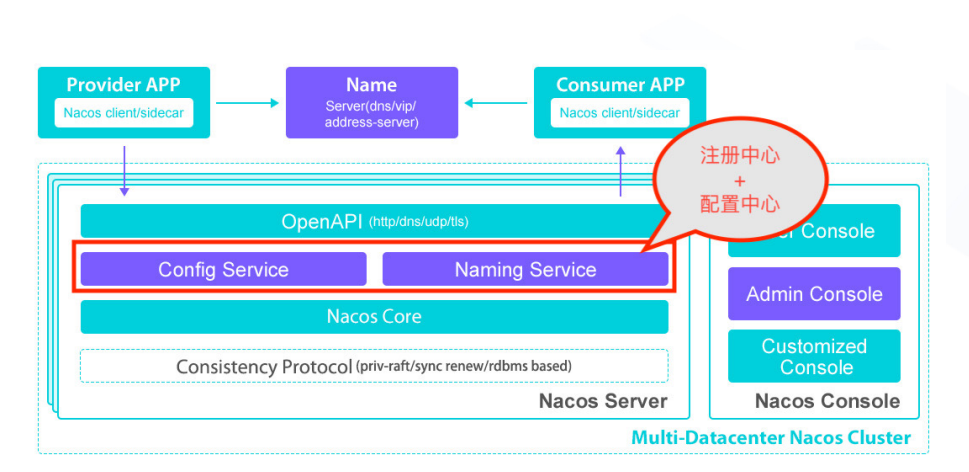 Provider APP
Nacos client/sidecar
Name
Server(dns/vip/
address-server)
Consumer APP
Nacos client/sidecar
注册中心
+
配置中心
OpenAPI (http/dns/udp/tls)
Config Service
Naming Service
Nacos Core
Consistency Protocol (priv-raft/sync renew/rdbms based)
Nacos Server
Console
Admin Console
Customized
Console
Nacos Console
Multi-Datacenter Nacos Cluster